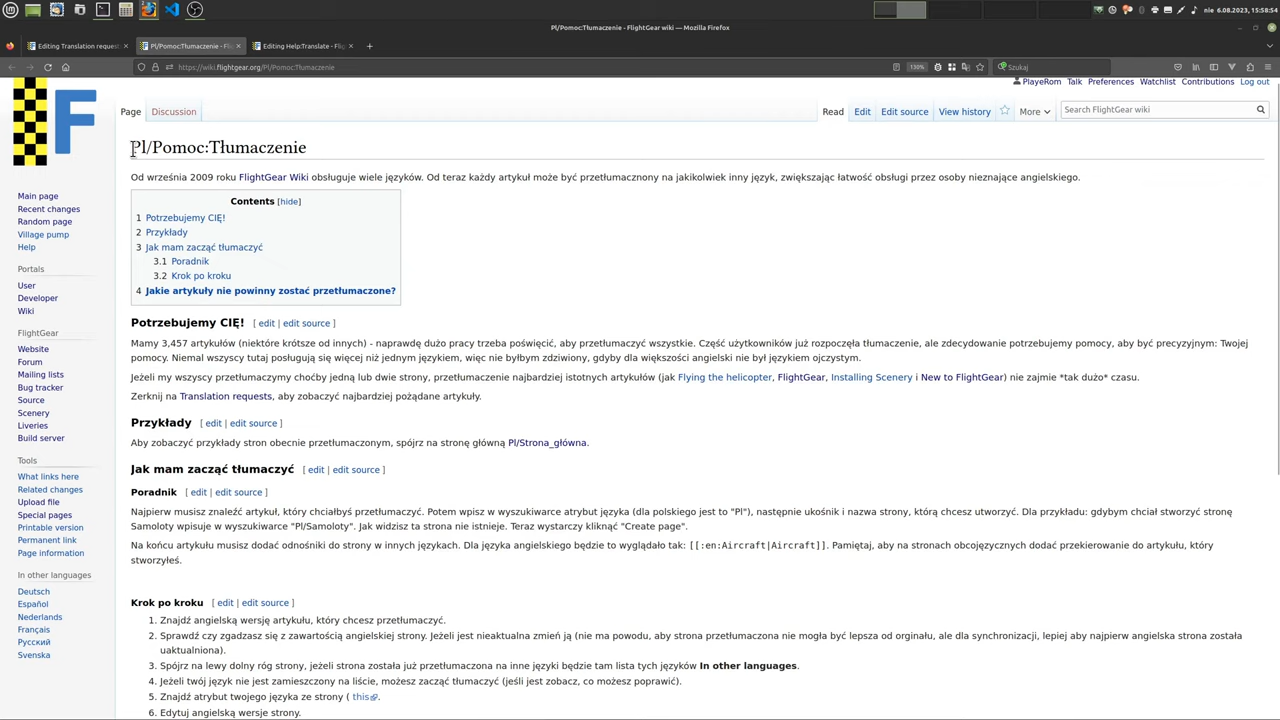 nie 6.08.2023, 15:58:54
Pl/Pomoc:Tłumaczenie - FlightGear wiki — Mozilla Firefox
Editing Translation request
Pl/Pomoc:Tłumaczenie - Fli
Editing Help:Translate - Flig
https://wiki.flightgear.org/Pl/Pomoc:Tłumaczenie
130%
Szukaj
PlayeRom Talk Preferences Watchlist Contributions Log out
F
Page Discussion
Read Edit Edit source View history More
Search FlightGear wiki
Pl/Pomoc:Tłumaczenie
Od września 2009 roku FlightGear Wiki obsługuje wiele języków. Od teraz każdy artykuł może być przetłumacznony na jakikolwiek inny język, zwiększając łatwość obsługi przez osoby nieznające angielskiego.
Contents [hide]
1 Potrzebujemy CIĘ!
2 Przykłady
3 Jak mam zacząć tłumaczyć
3.1 Poradnik
3.2 Krok po kroku
4 Jakie artykuły nie powinny zostać przetłumaczone?
Potrzebujemy CIĘ! [ edit | edit source ]
Mamy 3,457 artykułów (niektóre krótsze od innych) - naprawdę dużo pracy trzeba poświęcić, aby przetłumaczyć wszystkie. Część użytkowników już rozpoczęła tłumaczenie, ale zdecydowanie potrzebujemy pomocy, aby być precyzyjnym: Twojej
pomocy. Niemal wszyscy tutaj posługują się więcej niż jednym językiem, więc nie byłbym zdziwiony, gdyby dla większości angielski nie był językiem ojczystym.
Jeżeli my wszyscy przetłumaczymy choćby jedną lub dwie strony, przetłumaczenie najbardziej istotnych artykułów (jak Flying the helicopter, FlightGear, Installing Scenery i New to FlightGear) nie zajmie *tak dużo* czasu.
Zerknij na Translation requests, aby zobaczyć najbardziej pożądane artykuły.
Przykłady [ edit | edit source ]
Aby zobaczyć przykłady stron obecnie przetłumaczonym, spójrz na stronę główną Pl/Strona_główna.
Jak mam zacząć tłumaczyć [ edit | edit source ]
Poradnik [ edit | edit source ]
Najpierw musisz znaleźć artykuł, który chciałbyś przetłumaczyć. Potem wpisz w wyszukiwarce atrybut języka (dla polskiego jest to "Pl"), następnie ukośnik i nazwa strony, którą chcesz utworzyć. Dla przykładu: gdybym chciał stworzyć stronę
Samoloty wpisuje w wyszukiwarce "Pl/Samoloty". Jak widzisz ta strona nie istnieje. Teraz wystarczy kliknąć "Create page".
Na końcu artykułu musisz dodać odnośniki do strony w innych językach. Dla języka angielskiego będzie to wyglądało tak: [[:en:Aircraft|Aircraft]]. Pamiętaj, aby na stronach obcojęzycznych dodać przekierowanie do artykułu, który
stworzyłeś.
Krok po kroku [ edit | edit source ]
1. Znajdź angielską wersję artykułu, który chcesz przetłumaczyć.
2. Sprawdź czy zgadzasz się z zawartością angielskiej strony. Jeżeli jest nieaktualna zmień ją (nie ma powodu, aby strona przetłumaczona nie mogła być lepsza od orginału, ale dla synchronizacji, lepiej aby najpierw angielska strona została
uaktualniona).
3. Spójrz na lewy dolny róg strony, jeżeli strona została już przetłumaczona na inne języki będzie tam lista tych języków In other languages.
4. Jeżeli twój język nie jest zamieszczony na liście, możesz zacząć tłumaczyć (jeśli jest zobacz, co możesz poprawić).
5. Znajdź atrybut twojego języka ze strony ( this.
6. Edytuj angielską wersje strony.
Main page
Recent changes
Random page
Village pump
Help
Portals
User
Developer
Wiki
FlightGear
Website
Forum
Mailing lists
Bug tracker
Source
Scenery
Liveries
Build server
Tools
What links here
Related changes
Upload file
Special pages
Printable version
Permanent link
Page information
In other languages
Deutsch
Español
Nederlands
Français
Русский
Svenska